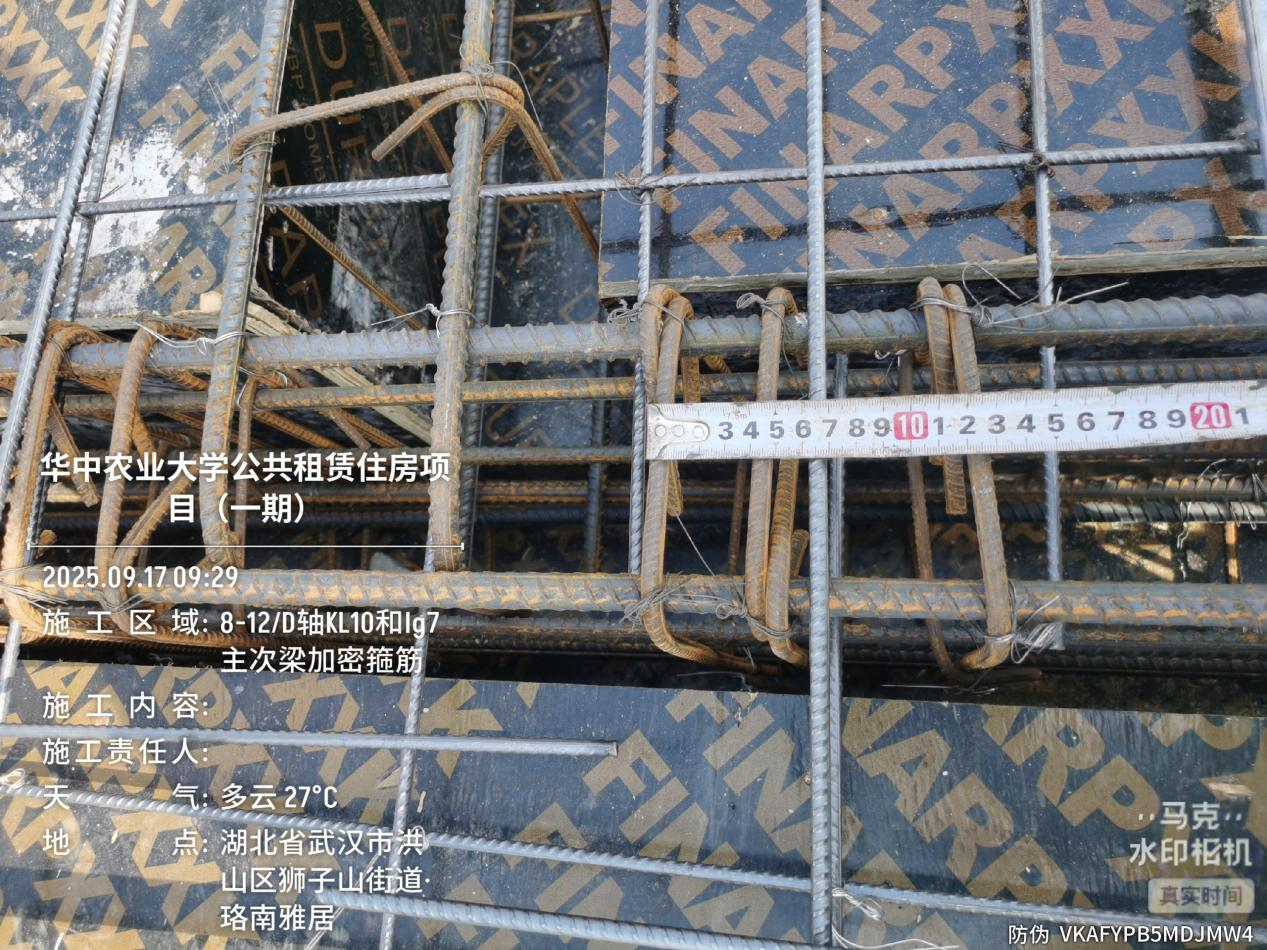 FINARPXX
FINARPXX
FINARPXX
3 4 5 6 7 8 9 10 1 2 3 4 5 6 7 8 9 20 1
华中农业大学公共租赁住房项
目（一期）
2025.09.17 09:29
施工区域：8-12/D轴KL10和lg7
主次梁加密箍筋
施工内容：
施工责任人：
天气：多云 27°C
地点：湖北省武汉市洪
山区狮子山街道·
珞南雅居
马克
水印相机
真实时间
防伪 VKAFYPB5MDJMW4